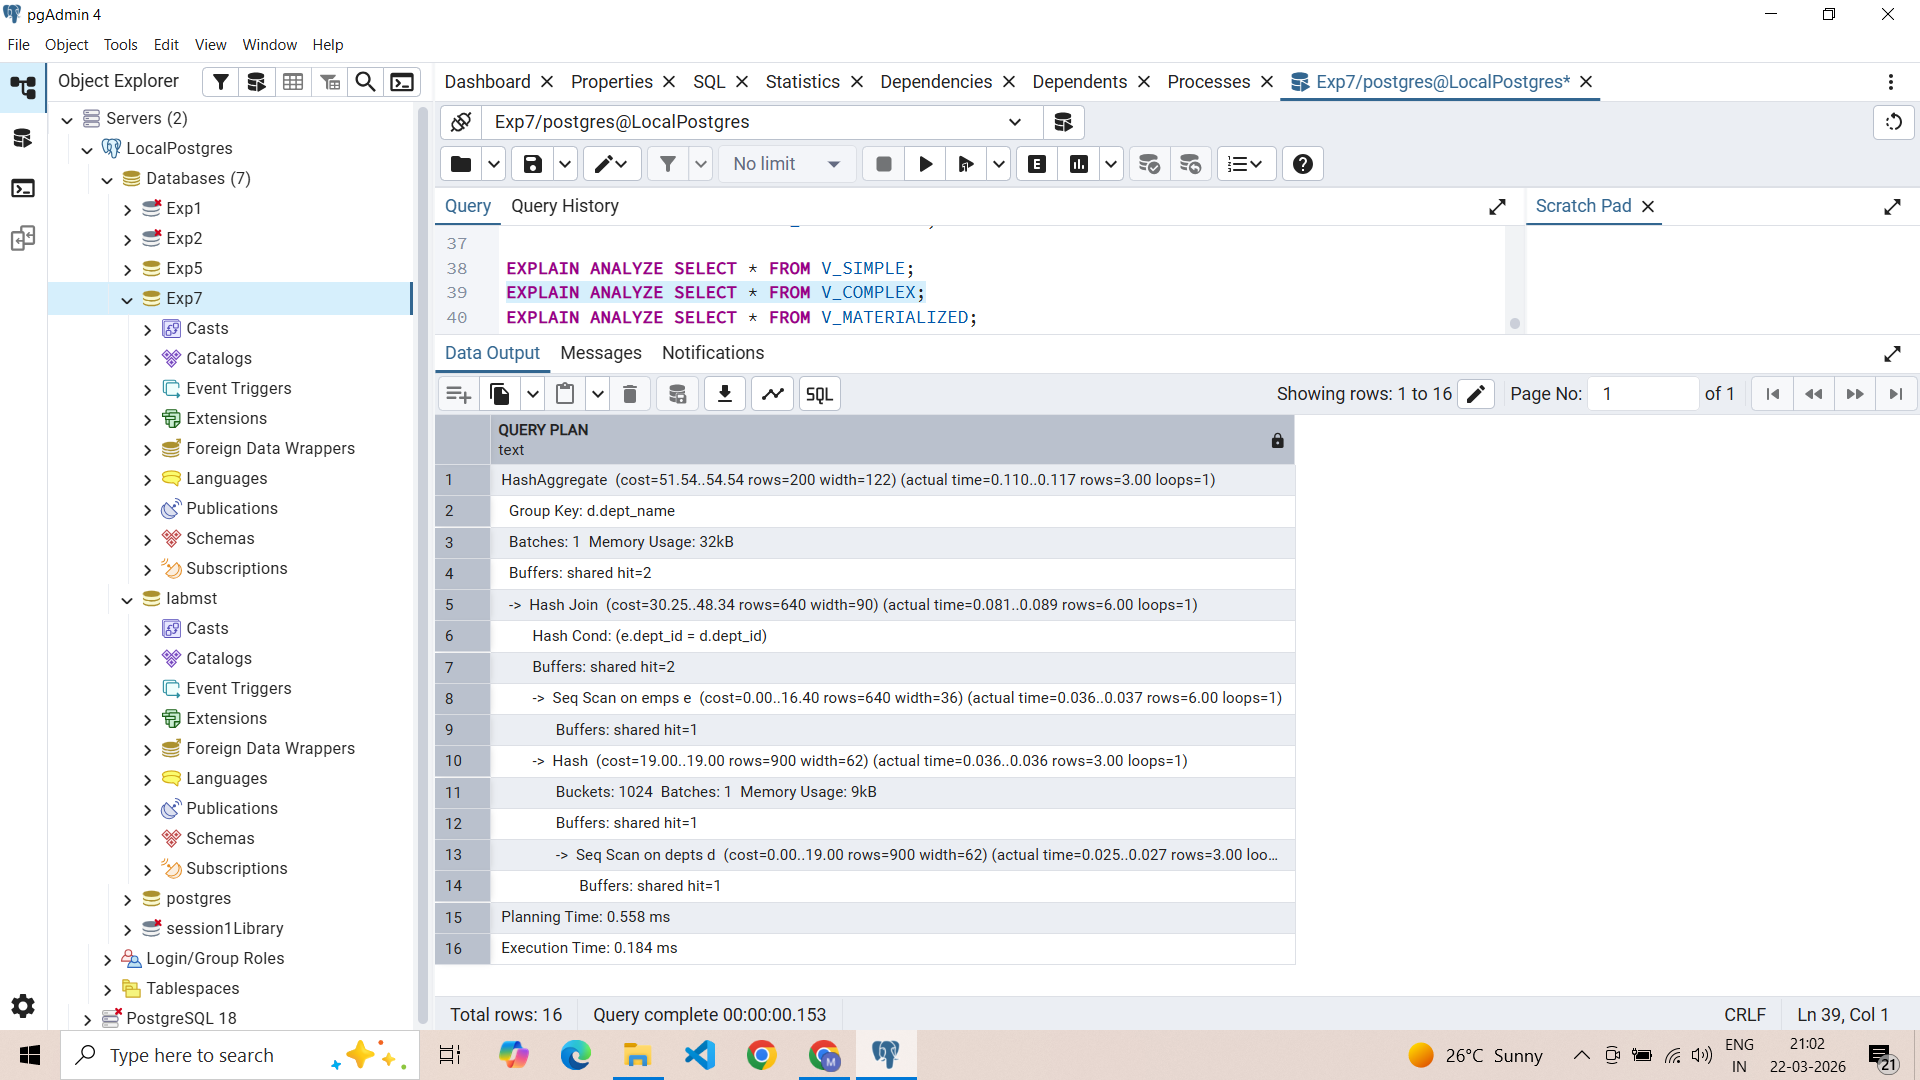 pgAdmin 4
File Object Tools Edit View Window Help
Object Explorer
Dashboard Properties SQL Statistics Dependencies Dependents Processes Exp7/postgres@LocalPostgres*
Servers (2)
LocalPostgres
Databases (7)
Exp1
Exp2
Exp5
Exp7
Casts
Catalogs
Event Triggers
Extensions
Foreign Data Wrappers
Languages
Publications
Schemas
Subscriptions
labmst
Casts
Catalogs
Event Triggers
Extensions
Foreign Data Wrappers
Languages
Publications
Schemas
Subscriptions
postgres
session1Library
Login/Group Roles
Tablespaces
PostgreSQL 18
Exp7/postgres@LocalPostgres
No limit
E
Query Query History
Scratch Pad
37
38 EXPLAIN ANALYZE SELECT * FROM V_SIMPLE;
39 EXPLAIN ANALYZE SELECT * FROM V_COMPLEX;
40 EXPLAIN ANALYZE SELECT * FROM V_MATERIALIZED;
Data Output Messages Notifications
SQL
Showing rows: 1 to 16 Page No: 1 of 1
QUERY PLAN
text
1 HashAggregate (cost=51.54..54.54 rows=200 width=122) (actual time=0.110..0.117 rows=3.00 loops=1)
2 Group Key: d.dept_name
3 Batches: 1 Memory Usage: 32kB
4 Buffers: shared hit=2
5 -> Hash Join (cost=30.25..48.34 rows=640 width=90) (actual time=0.081..0.089 rows=6.00 loops=1)
6 Hash Cond: (e.dept_id = d.dept_id)
7 Buffers: shared hit=2
8 -> Seq Scan on emps e (cost=0.00..16.40 rows=640 width=36) (actual time=0.036..0.037 rows=6.00 loops=1)
9 Buffers: shared hit=1
10 -> Hash (cost=19.00..19.00 rows=900 width=62) (actual time=0.036..0.036 rows=3.00 loops=1)
11 Buckets: 1024 Batches: 1 Memory Usage: 9kB
12 Buffers: shared hit=1
13 -> Seq Scan on depts d (cost=0.00..19.00 rows=900 width=62) (actual time=0.025..0.027 rows=3.00 loo...
14 Buffers: shared hit=1
15 Planning Time: 0.558 ms
16 Execution Time: 0.184 ms
Total rows: 16 Query complete 00:00:00.153 CRLF Ln 39, Col 1
Type here to search
M
26°C Sunny
ENG
IN
21:02
22-03-2026
21